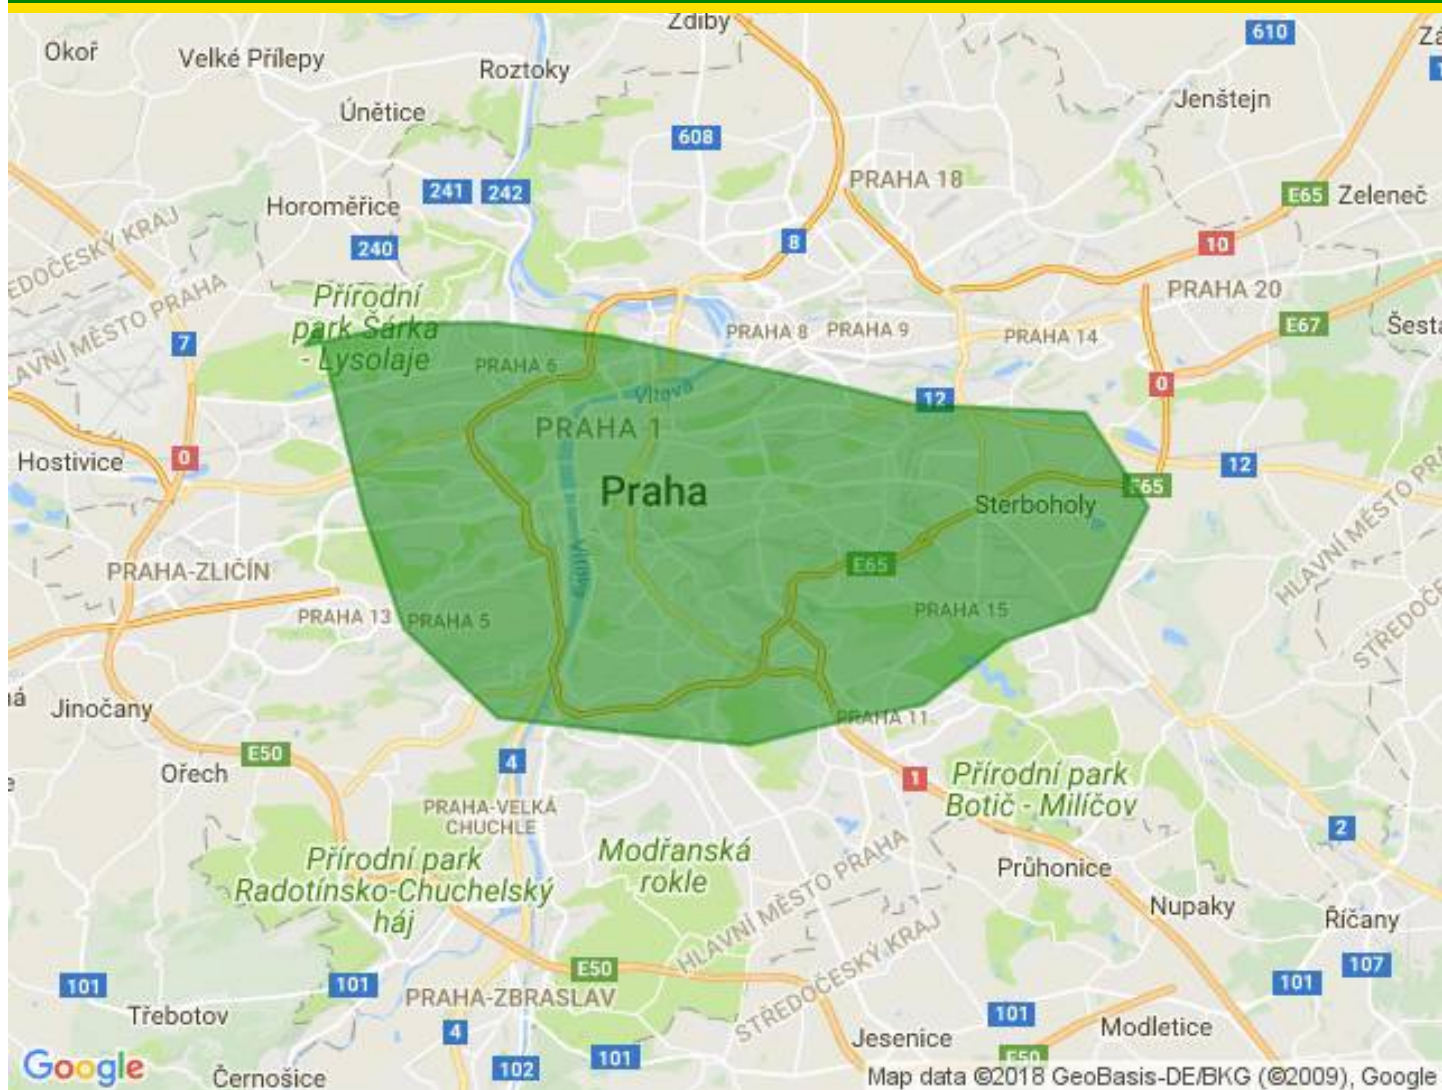 Zdiby
610
Okoř
Velké Přílepy
Roztoky
Únětice
Jenštejn
608
PRAHA 18
241
242
E65
Zeleneč
Horoměřice
240
8
10
STŘEDOČESKÝ KRAJ
HLAVNÍ MĚSTO PRAHA
Přírodní
park Šárka
- Lysolaje
PRAHA 20
7
PRAHA 8
PRAHA 9
PRAHA 14
E67
PRAHA 6
0
Vltava
12
PRAHA 1
Hostivice
0
12
Praha
Sterboholy
E65
HLAVNÍ MĚSTO PRA
Vltava
E65
PRAHA-ZLIČÍN
PRAHA 13
PRAHA 5
PRAHA 15
STŘEDOČE
Jinočany
PRAHA 11
E50
4
Ořech
1
Přírodní park
Botič - Milíčov
PRAHA-VELKÁ
CHUCHLE
2
Přírodní park
Radotínsko-Chuchelský
háj
Modřanská
rokle
Průhonice
HLAVNÍ MĚSTO PRAHA
Nupaky
Říčany
STŘEDOČESKÝ KRAJ
E50
107
101
101
101
PRAHA-ZBRASLAV
Třebotov
101
Modletice
4
Jesenice
101
E50
Google
Černošice
102
Map data ©2018 GeoBasis-DE/BKG (©2009), Google